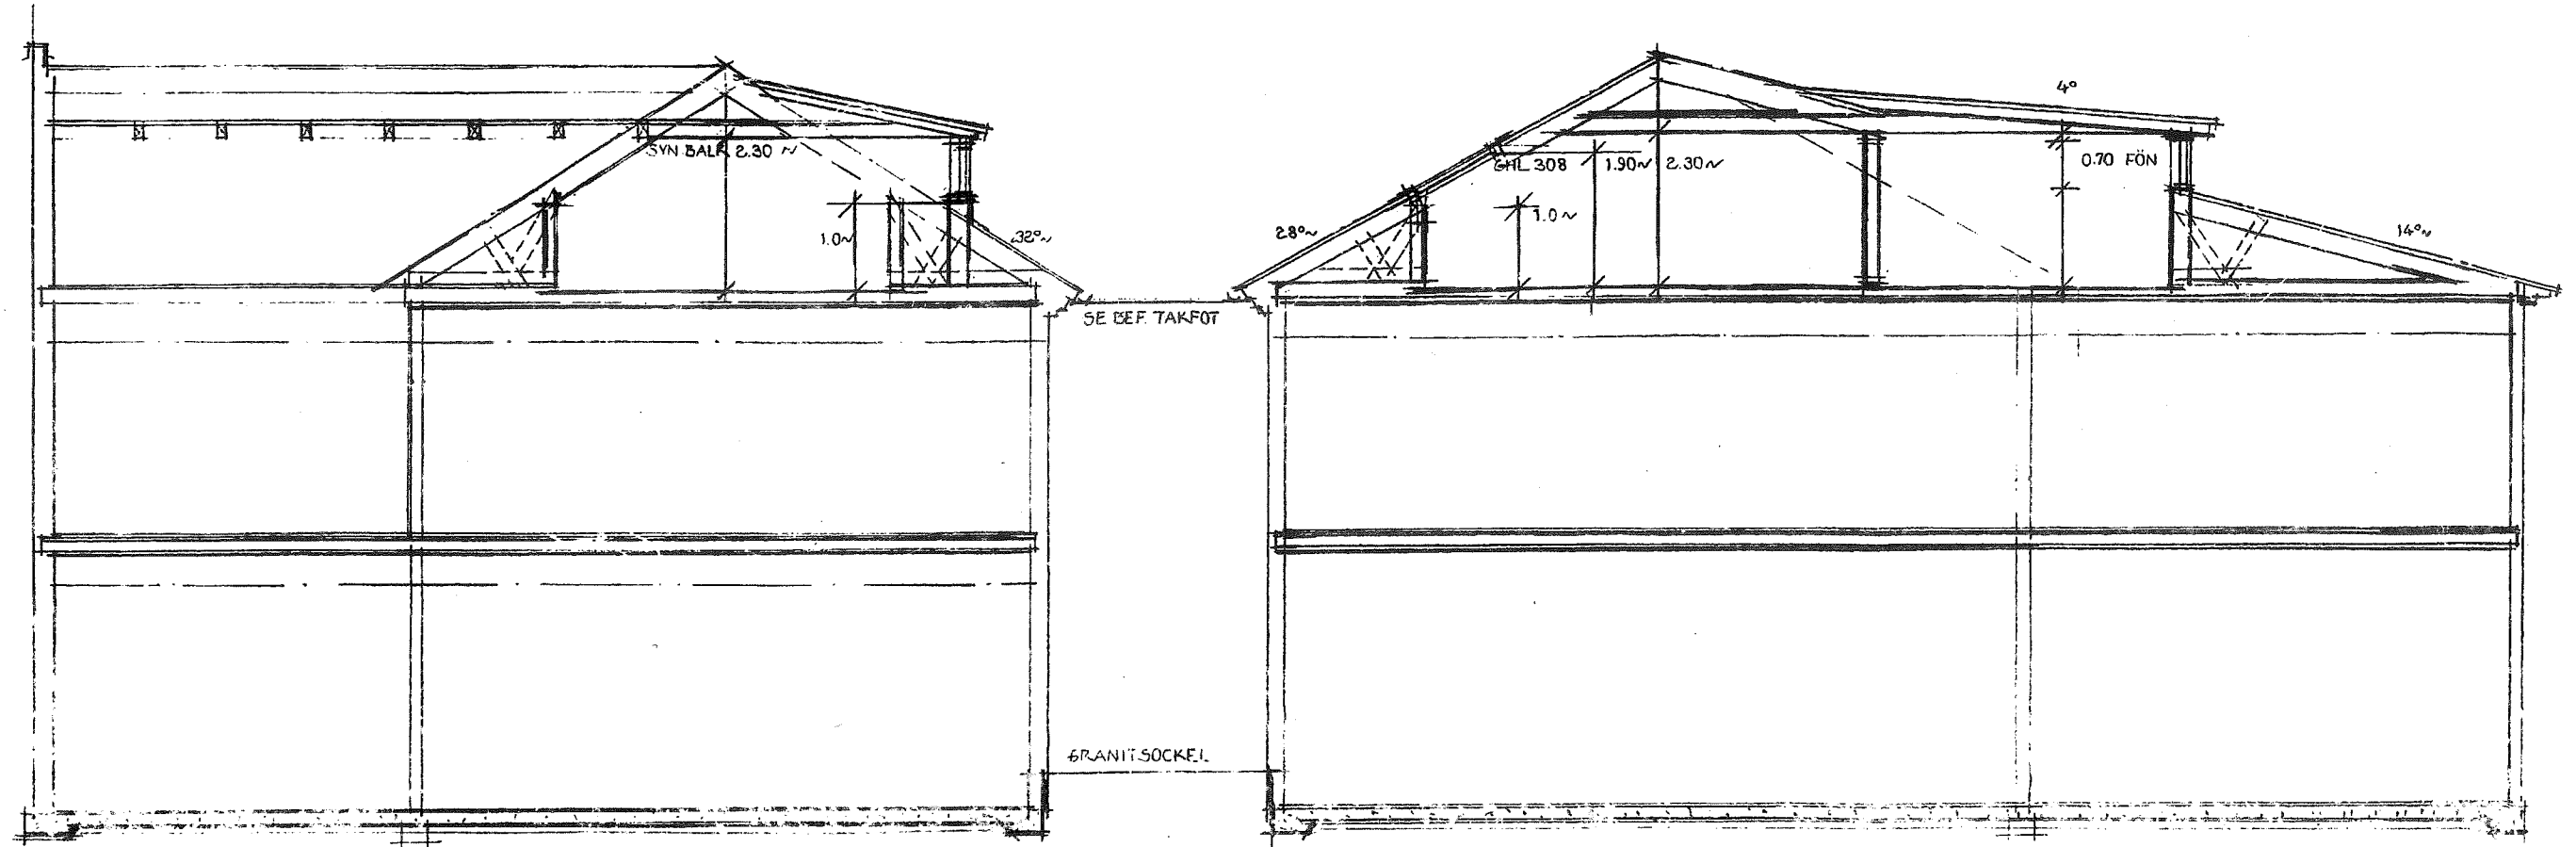 SYN BALK 2.30 ~
1.0~
32°~
SE BEF. TAKFOT
GRANITSOCKEL
28°~
GHL 308
1.90~
2.30~
1.0~
4°
0.70 FÖN
14°~